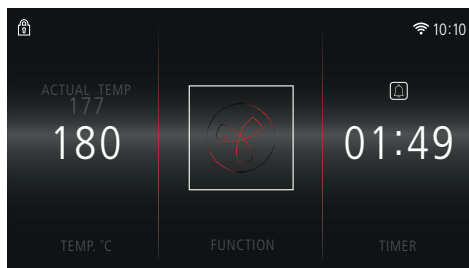 10:10
ACTUAL TEMP
177
180
01:49
TEMP. °C
FUNCTION
TIMER